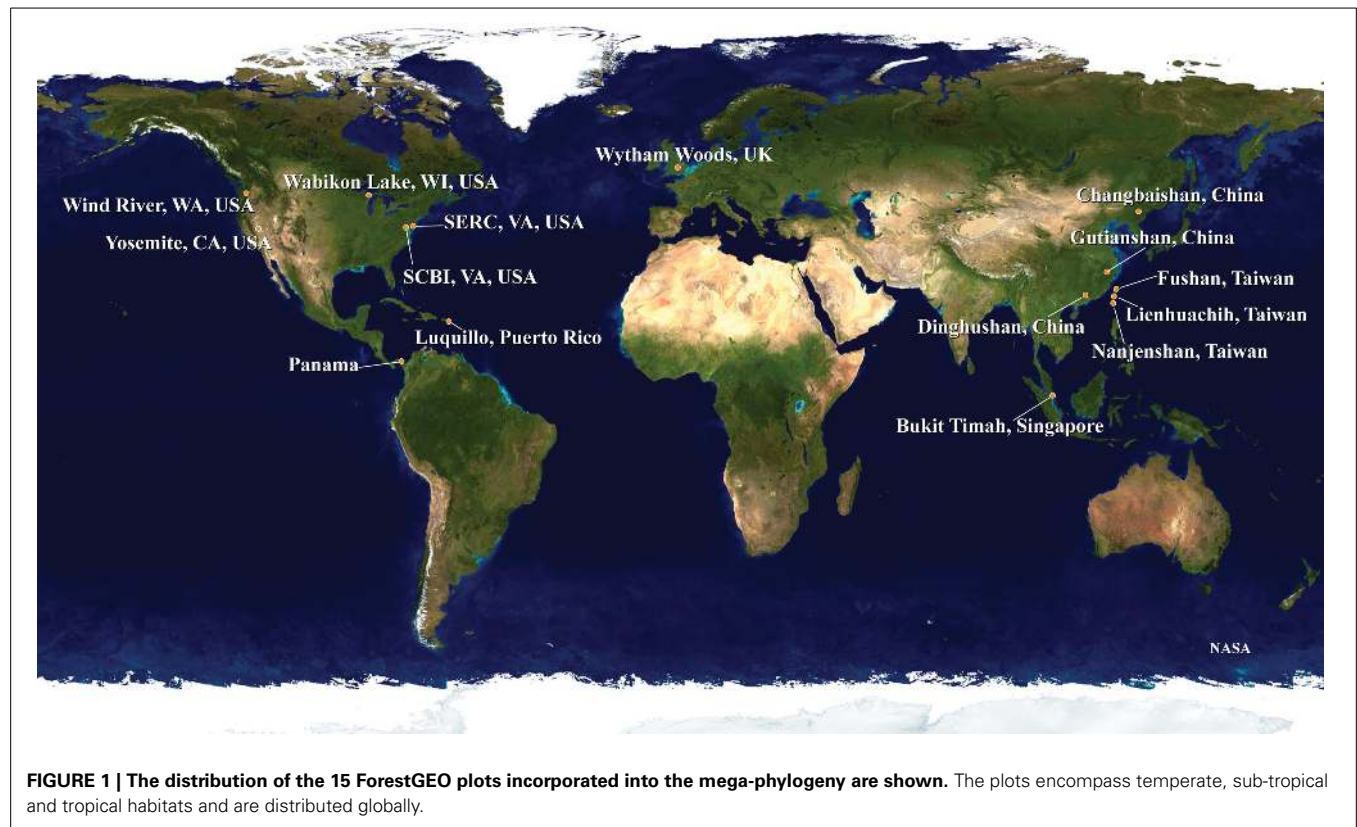 Wytham Woods, UK
Wabikon Lake, WI, USA
Changbaishan, China
Wind River, WA, USA
SERC, VA, USA
Yosemite, CA, USA
Gutianshan, China
SCBI, VA, USA
Fushan, Taiwan
Lienhuachih, Taiwan
Dinghushan, China
Luquillo, Puerto Rico
Nanjenshan, Taiwan
Panama
Bukit Timah, Singapore
NASA
FIGURE 1 | The distribution of the 15 ForestGEO plots incorporated into the mega-phylogeny are shown. The plots encompass temperate, sub-tropical
and tropical habitats and are distributed globally.